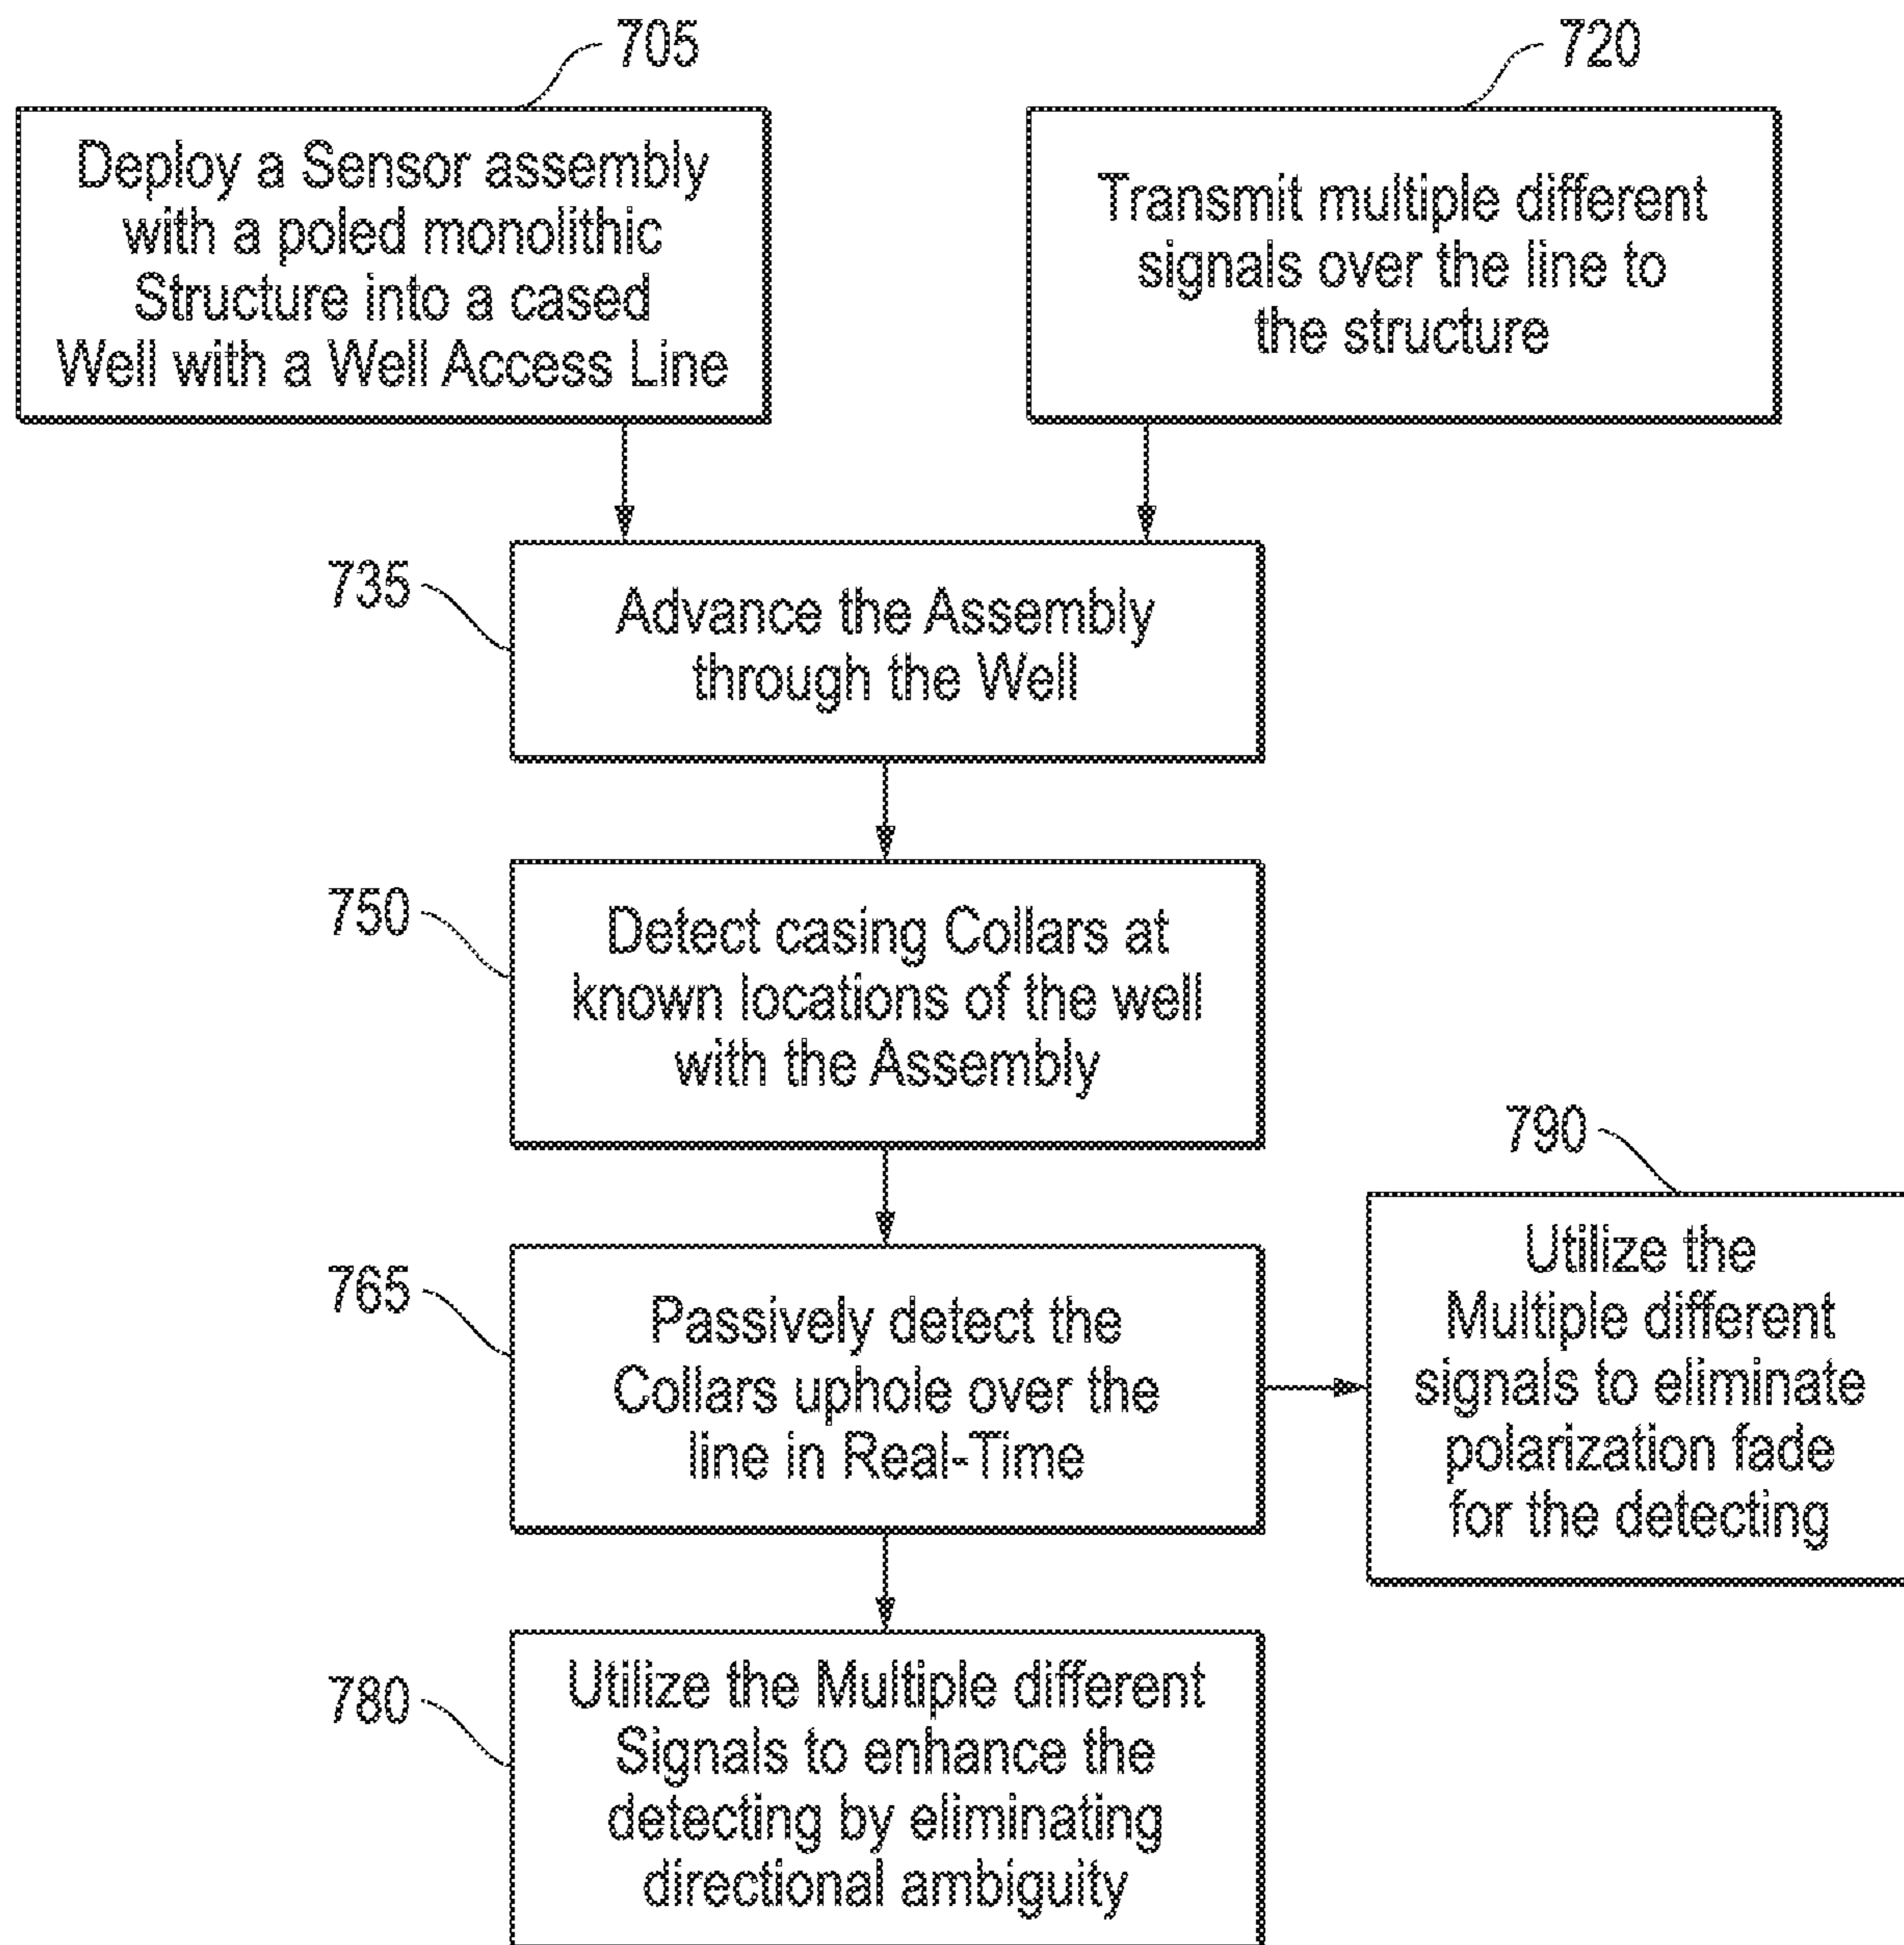 705
Deploy a Sensor assembly
with a poled monolithic
Structure into a cased
Well with a Well Access Line
720
Transmit multiple different
signals over the line to
the structure
735
Advance the Assembly
through the Well
750
Detect casing Collars at
known locations of the well
with the Assembly
765
Passively detect the
Collars uphole over the
line in Real-Time
790
Utilize the
Multiple different
signals to eliminate
polarization fade
for the detecting
780
Utilize the Multiple different
Signals to enhance the
detecting by eliminating
directional ambiguity